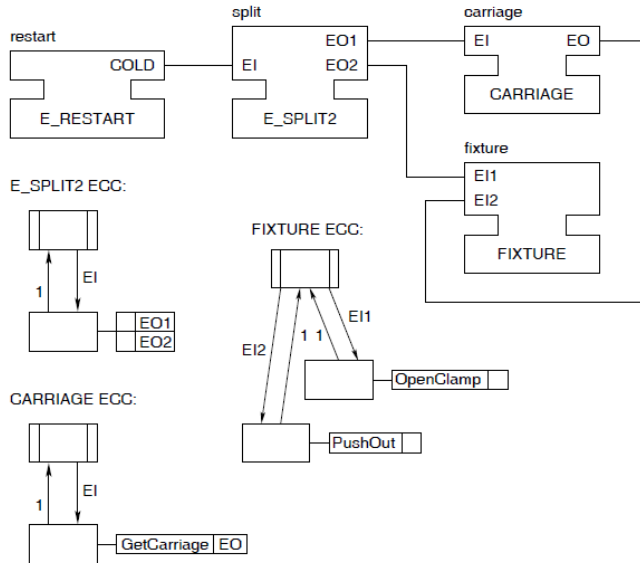 restart
COLD
E_RESTART
split
EO1
EI EO2
E_SPLIT2
carriage
EI EO
CARRIAGE
fixture
EI1
EI2
FIXTURE
E_SPLIT2 ECC:
1 EI
EO1
EO2
FIXTURE ECC:
EI2 1 1 EI1
OpenClamp
PushOut
CARRIAGE ECC:
1 EI
GetCarriage EO